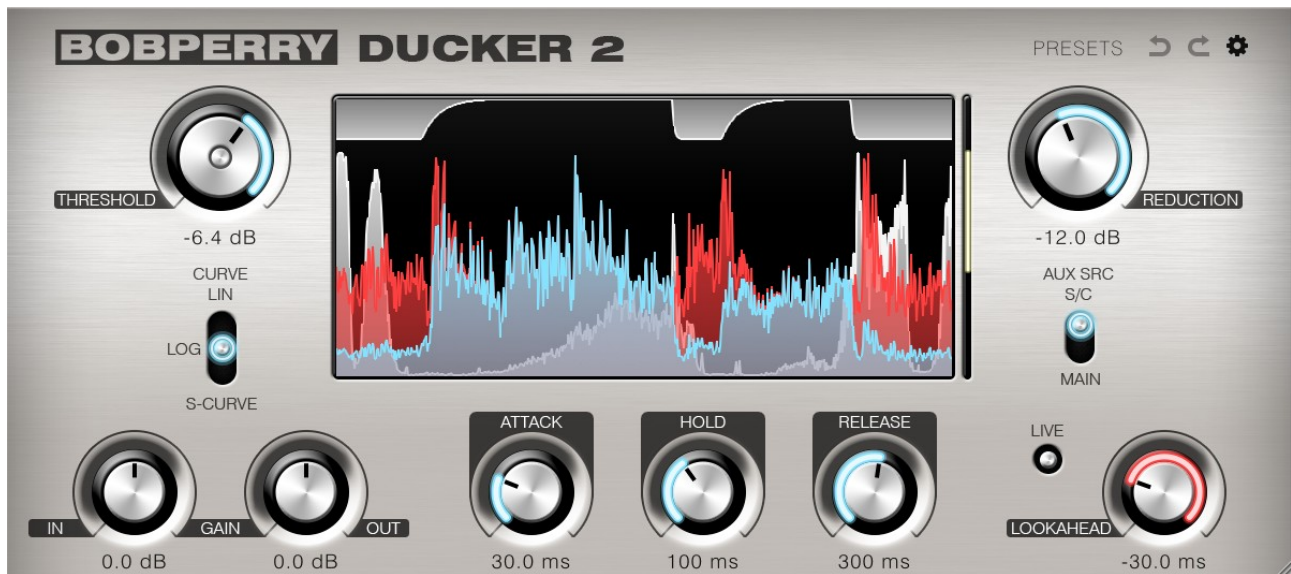 BOBPERRY DUCKER 2
PRESETS
THRESHOLD
-6.4 dB
REDUCTION
-12.0 dB
CURVE
LIN
LOG
S-CURVE
AUX SRC
S/C
MAIN
ATTACK
HOLD
RELEASE
LIVE
IN
GAIN
OUT
LOOKAHEAD
0.0 dB
0.0 dB
30.0 ms
100 ms
300 ms
-30.0 ms